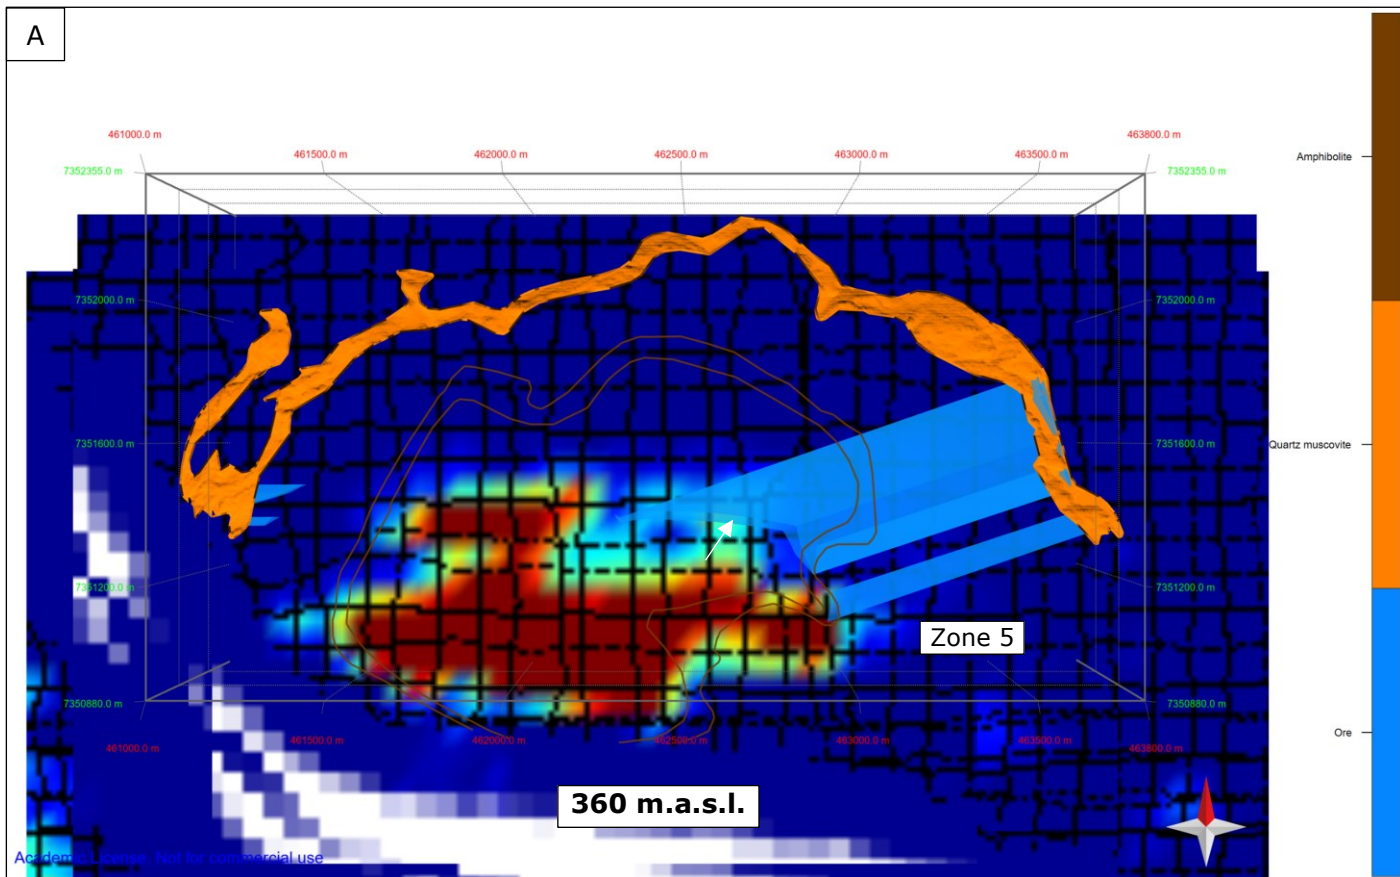 A
461000.0 m
463800.0 m
461500.0 m
462000.0 m
462500.0 m
463000.0 m
463500.0 m
Amphibolite
7352355.0 m
7352355.0 m
7352000.0 m
7352000.0 m
7351600.0 m
7351600.0 m
Quartz muscovite
7351200.0 m
7351200.0 m
Zone 5
7350880.0 m
7350880.0 m
461000.0 m
461500.0 m
462000.0 m
462500.0 m
463000.0 m
463500.0 m
463800.0 m
Ore
360 m.a.s.l.
Academic License. Not for commercial use